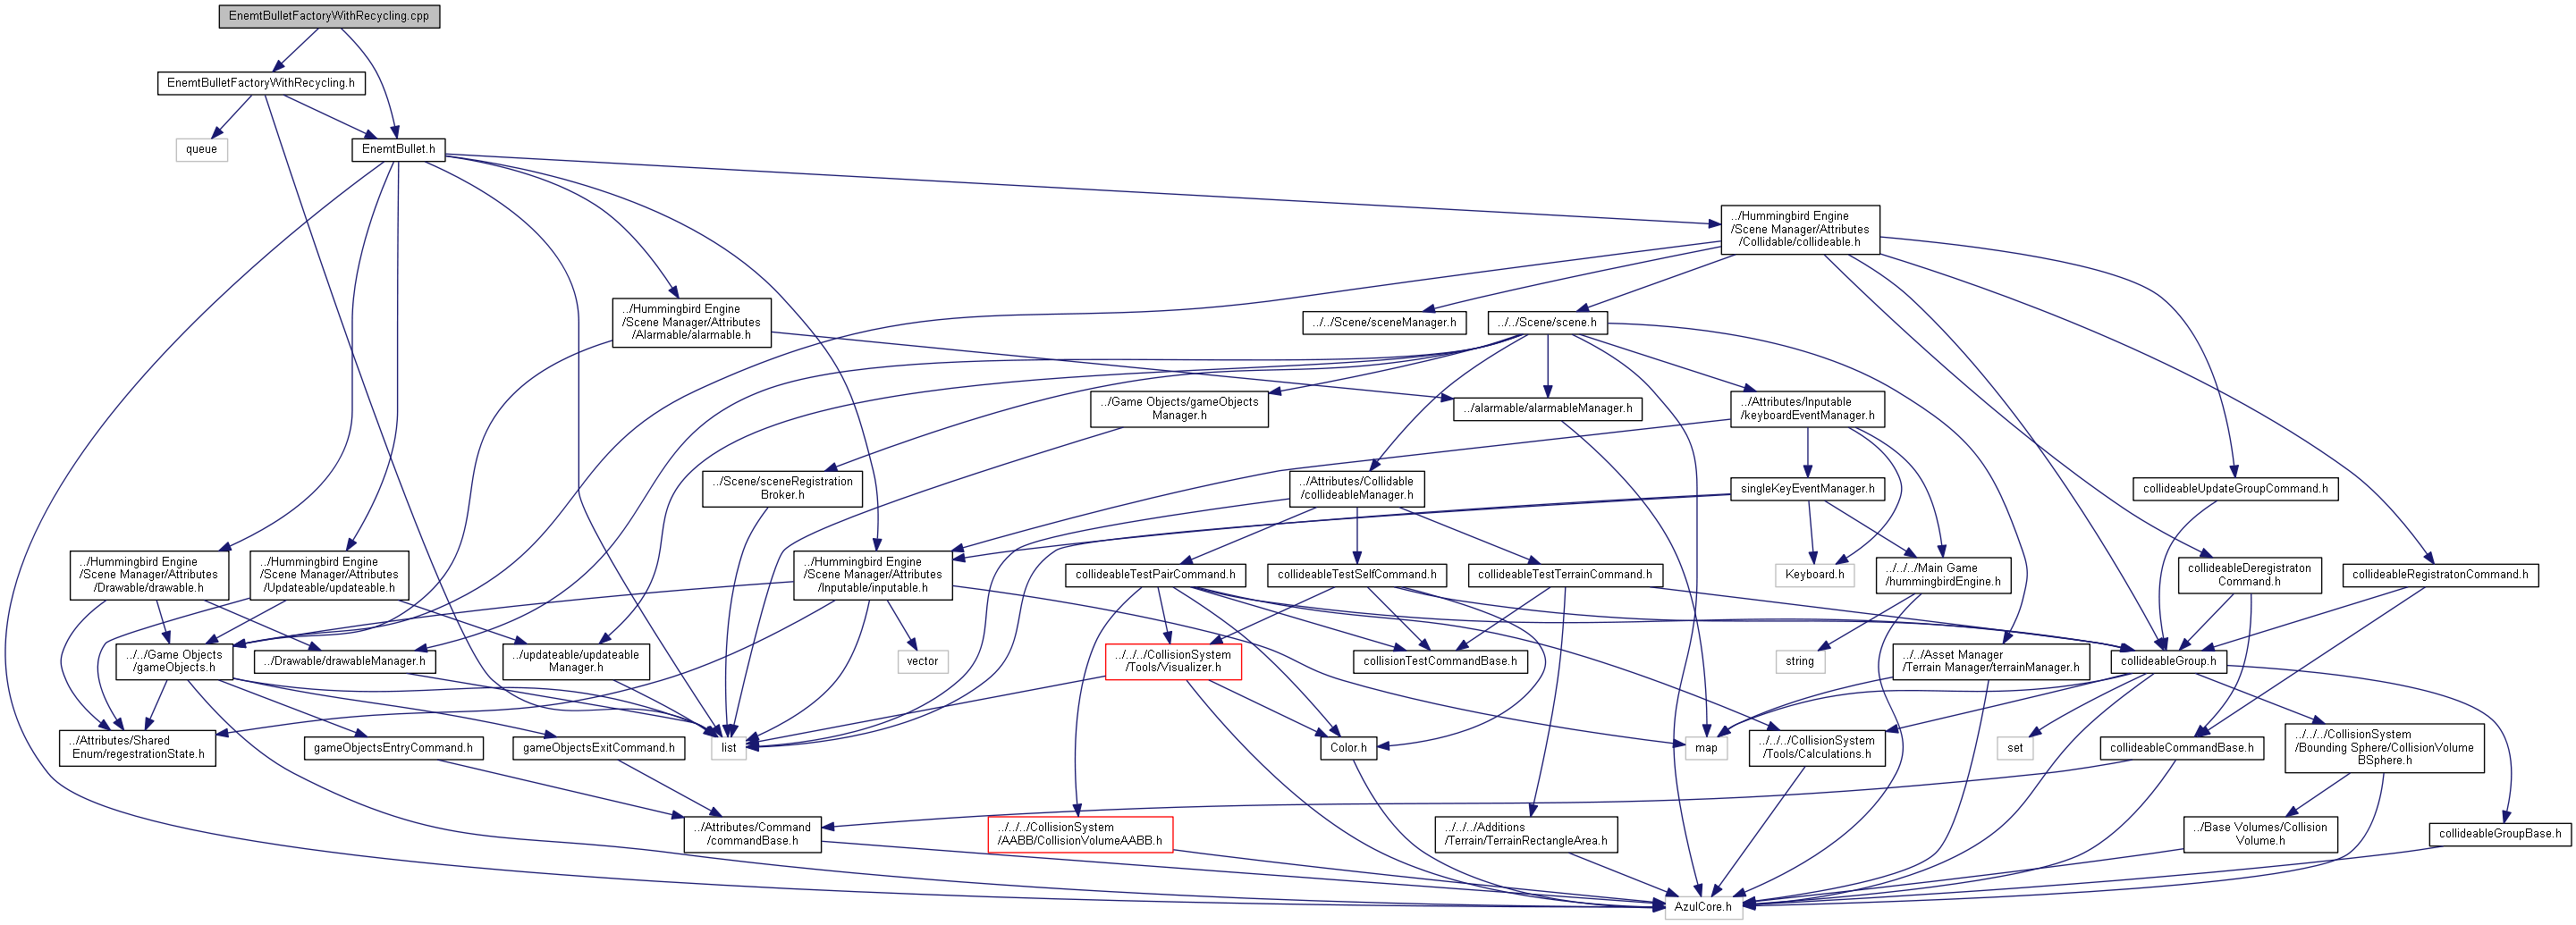 EnemtBulletFactoryWithRecycling.cpp
EnemtBulletFactoryWithRecycling.h
queue
EnemtBullet.h
../Hummingbird Engine
/Scene Manager/Attributes
/Collidable/collideable.h
../Hummingbird Engine
/Scene Manager/Attributes
/Alarmable/alarmable.h
../../Scene/sceneManager.h
../../Scene/scene.h
../Game Objects/gameObjects
Manager.h
../alarmable/alarmableManager.h
../Attributes/Inputable
/keyboardEventManager.h
../Scene/sceneRegistration
Broker.h
../Attributes/Collidable
/collideableManager.h
singleKeyEventManager.h
collideableUpdateGroupCommand.h
../Hummingbird Engine
/Scene Manager/Attributes
/Drawable/drawable.h
../Hummingbird Engine
/Scene Manager/Attributes
/Updateable/updateable.h
../Hummingbird Engine
/Scene Manager/Attributes
/Inputable/inputable.h
collideableTestPairCommand.h
collideableTestSelfCommand.h
collideableTestTerrainCommand.h
Keyboard.h
../../../Main Game
/hummingbirdEngine.h
collideableDeregistraton
Command.h
collideableRegistratonCommand.h
../../Game Objects
/gameObjects.h
../Drawable/drawableManager.h
../updateable/updateable
Manager.h
vector
../../../CollisionSystem
/Tools/Visualizer.h
collisionTestCommandBase.h
string
../../Asset Manager
/Terrain Manager/terrainManager.h
collideableGroup.h
../Attributes/Shared
Enum/regestrationState.h
gameObjectsEntryCommand.h
gameObjectsExitCommand.h
list
Color.h
map
../../../CollisionSystem
/Tools/Calculations.h
set
collideableCommandBase.h
../../../CollisionSystem
/Bounding Sphere/CollisionVolume
BSphere.h
../Attributes/Command
/commandBase.h
../../../CollisionSystem
/AABB/CollisionVolumeAABB.h
../../../Additions
/Terrain/TerrainRectangleArea.h
../Base Volumes/Collision
Volume.h
collideableGroupBase.h
AzulCore.h